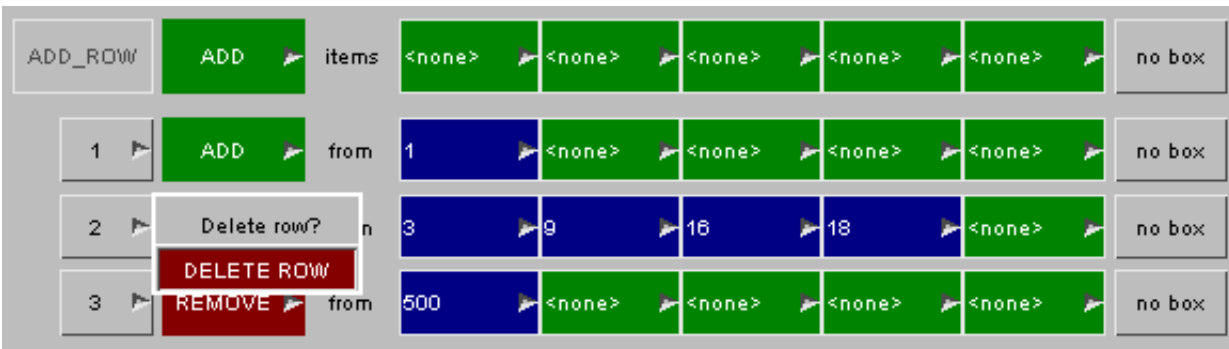 ADD_ROW ADD items <none> <none> <none> <none> <none> no box
1 ADD from 1 <none> <none> <none> <none> no box
2 Delete row? n 3 9 16 18 <none> no box
DELETE ROW
3 REMOVE from 500 <none> <none> <none> <none> no box